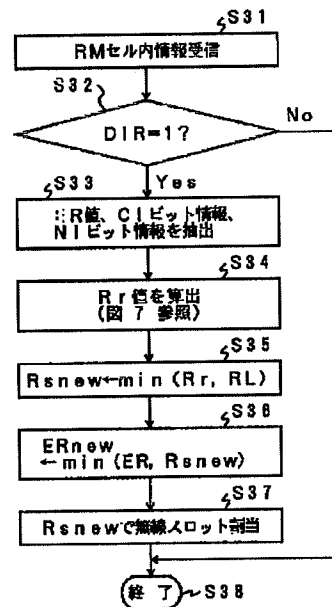 S31
RMセル内情報受信
S32
DIR=1?
No
Yes
S33
R値、CIビット情報、
NIビット情報を抽出
S34
Rr値を算出
(図7 参照)
S35
Rsnew←min(Rr, RL)
S36
ERnew
←min(ER, Rsnew)
S37
Rsnewで無線スロット割当
終了
S38